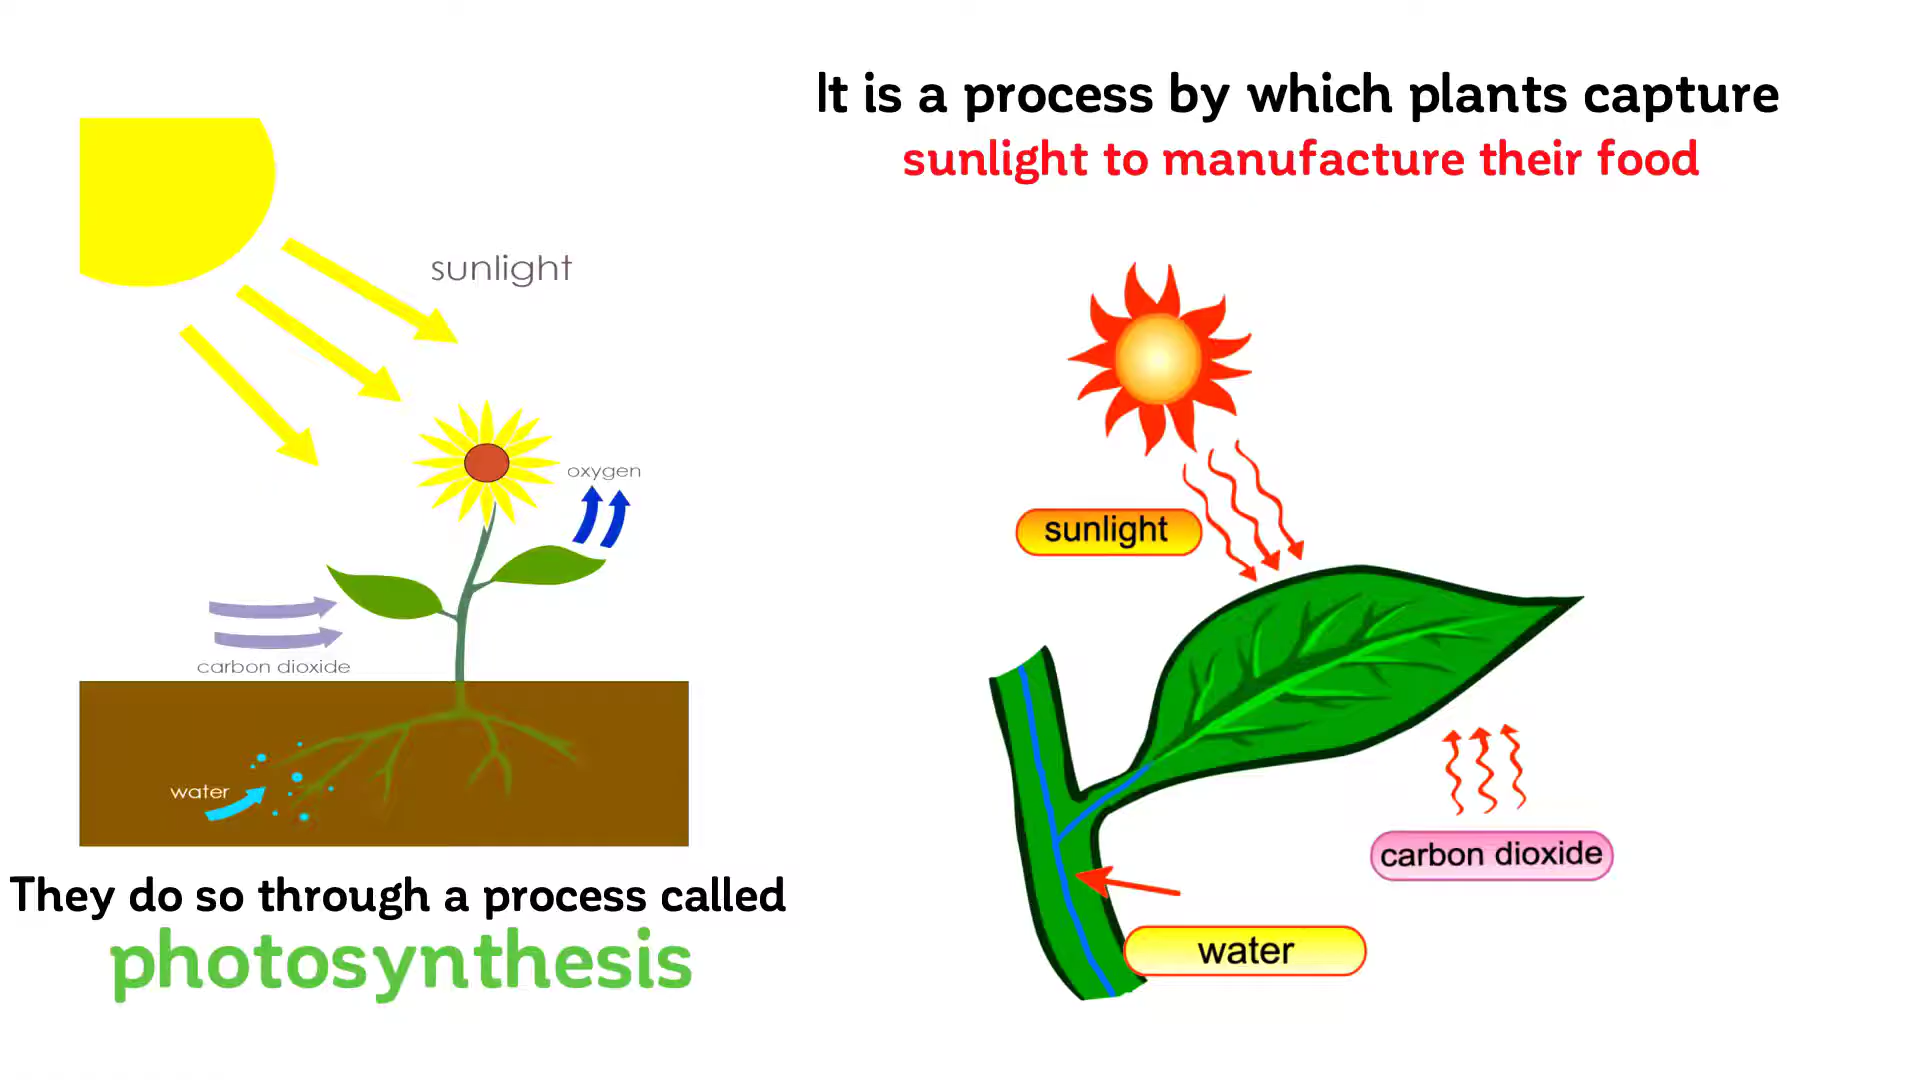 sunlight
oxygen
carbon dioxide
water
They do so through a process called
photosynthesis
It is a process by which plants capture
sunlight to manufacture their food
sunlight
carbon dioxide
water